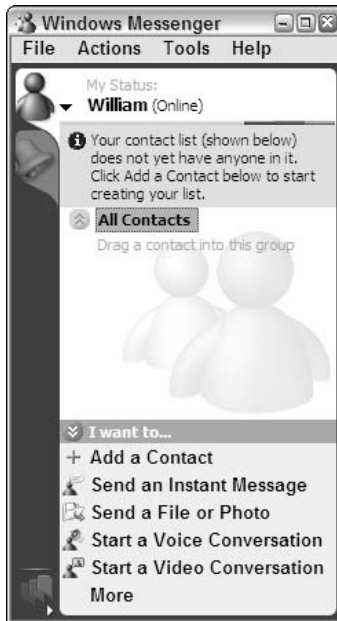 Windows Messenger
File Actions Tools Help
My Status:
William (Online)
Your contact list (shown below)
does not yet have anyone in it.
Click Add a Contact below to start
creating your list.
All Contacts
Drag a contact into this group
I want to...
Add a Contact
Send an Instant Message
Send a File or Photo
Start a Voice Conversation
Start a Video Conversation
More